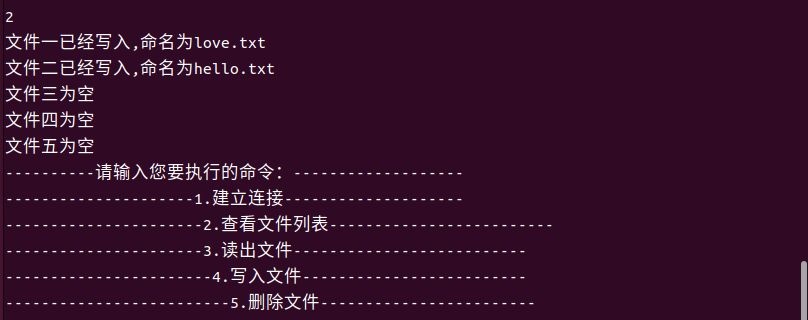 2
文件一已经写入,命名为love.txt
文件二已经写入,命名为hello.txt
文件三为空
文件四为空
文件五为空
----------请输入您要执行的命令: -------------------
---------------------1.建立连接--------------------
----------------------2.查看文件列表-------------------------
----------------------3.读出文件--------------------------
-----------------------4.写入文件-------------------------
-------------------------5.删除文件------------------------